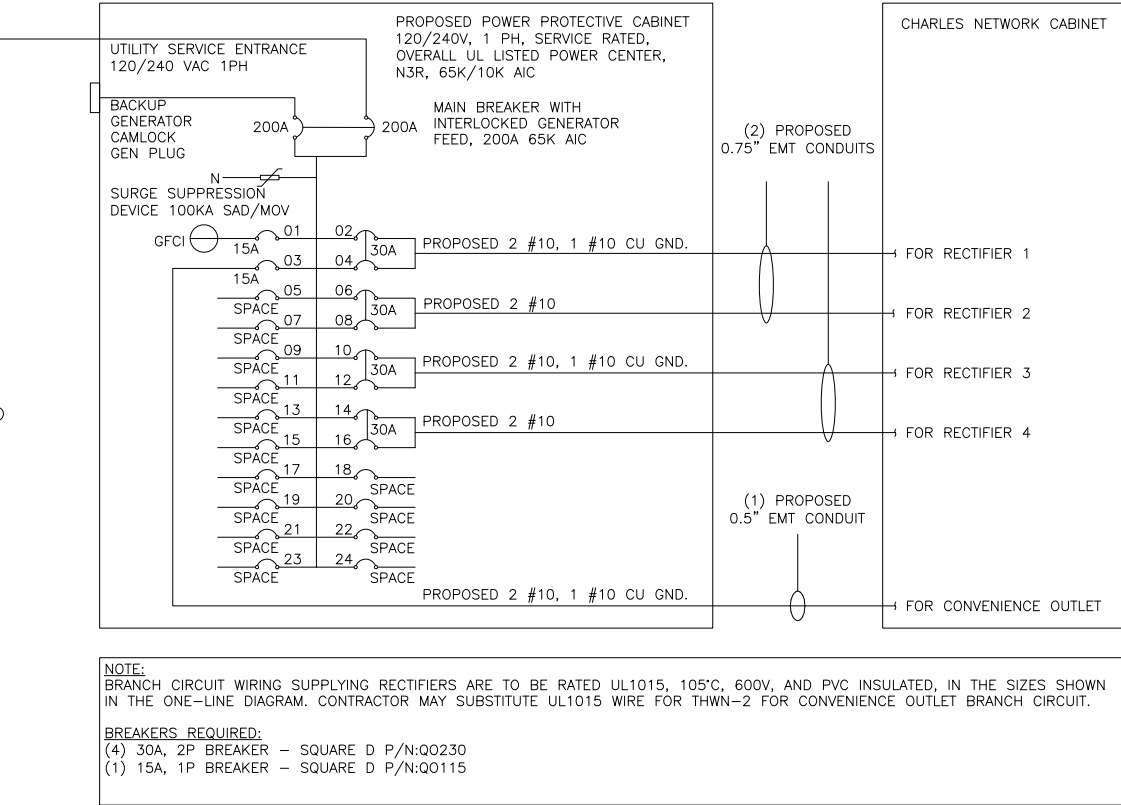 PROPOSED POWER PROTECTIVE CABINET
120/240V, 1 PH, SERVICE RATED,
OVERALL UL LISTED POWER CENTER,
N3R, 65K/10K AIC
CHARLES NETWORK CABINET
UTILITY SERVICE ENTRANCE
120/240 VAC 1PH
BACKUP
GENERATOR
CAMLOCK
GEN PLUG
200A
200A
MAIN BREAKER WITH
INTERLOCKED GENERATOR
FEED, 200A 65K AIC
(2) PROPOSED
0.75" EMT CONDUITS
N
SURGE SUPPRESSION
DEVICE 100KA SAD/MOV
GFCI
15A
01
02
30A
PROPOSED 2 #10, 1 #10 CU GND.
FOR RECTIFIER 1
15A
03
04
SPACE
05
06
30A
PROPOSED 2 #10
FOR RECTIFIER 2
SPACE
07
08
SPACE
09
10
30A
PROPOSED 2 #10, 1 #10 CU GND.
FOR RECTIFIER 3
SPACE
11
12
SPACE
13
14
30A
PROPOSED 2 #10
FOR RECTIFIER 4
SPACE
15
16
SPACE
17
18
SPACE
SPACE
19
20
SPACE
SPACE
21
22
SPACE
SPACE
23
24
SPACE
(1) PROPOSED
0.5" EMT CONDUIT
PROPOSED 2 #10, 1 #10 CU GND.
FOR CONVENIENCE OUTLET
NOTE:
BRANCH CIRCUIT WIRING SUPPLYING RECTIFIERS ARE TO BE RATED UL1015, 105°C, 600V, AND PVC INSULATED, IN THE SIZES SHOWN
IN THE ONE-LINE DIAGRAM. CONTRACTOR MAY SUBSTITUTE UL1015 WIRE FOR THWN-2 FOR CONVENIENCE OUTLET BRANCH CIRCUIT.
BREAKERS REQUIRED:
(4) 30A, 2P BREAKER - SQUARE D P/N:QO230
(1) 15A, 1P BREAKER - SQUARE D P/N:QO115